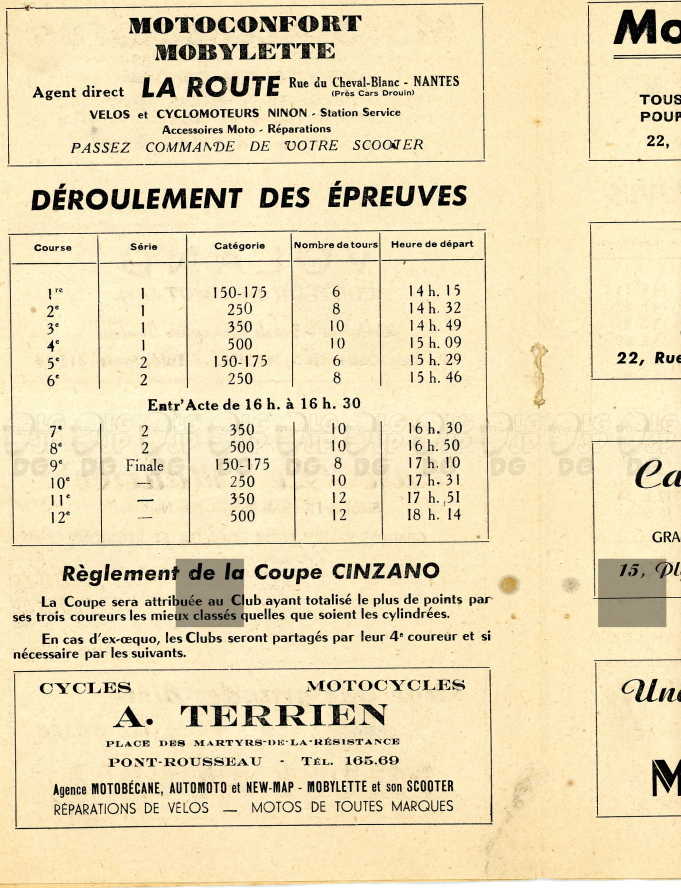 MOTOCONFORT
MOBYLETTE
Agent direct LA ROUTE Rue du Cheval-Blanc - NANTES
(Près Cars Drouin)
VELOS et CYCLOMOTEURS NINON - Station Service
Accessoires Moto - Réparations
PASSEZ COMMANDE DE VOTRE SCOOTER
DÉROULEMENT DES ÉPREUVES
Course Série Catégorie Nombre de tours Heure de départ
1re 1 150-175 6 14 h. 15
2e 1 250 8 14 h. 32
3e 1 350 10 14 h. 49
4e 1 500 10 15 h. 09
5e 2 150-175 6 15 h. 29
6e 2 250 8 15 h. 46
Entr'Acte de 16 h. à 16 h. 30
7e 2 350 10 16 h. 30
8e 2 500 10 16 h. 50
9e Finale 150-175 8 17 h. 10
10e — 250 10 17 h. 31
11e — 350 12 17 h. 51
12e — 500 12 18 h. 14
Règlement de la Coupe CINZANO
La Coupe sera attribuée au Club ayant totalisé le plus de points par
ses trois coureurs les mieux classés quelles que soient les cylindrées.
En cas d'ex-æquo, les Clubs seront partagés par leur 4e coureur et si
nécessaire par les suivants.
CYCLES MOTOCYCLES
A. TERRIEN
PLACE DES MARTYRS-DE-LA-RÉSISTANCE
PONT-ROUSSEAU - TÉL. 165.69
Agence MOTOBÉCANE, AUTOMOTO et NEW-MAP - MOBYLETTE et son SCOOTER
RÉPARATIONS DE VÉLOS — MOTOS DE TOUTES MARQUES
Mo
TOUS
POUR
22,
22, Rue
Ca
GRA
15, Pl
M